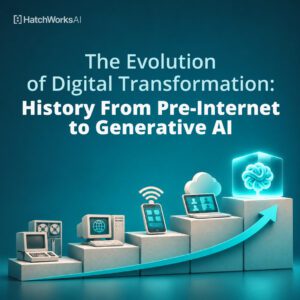 HatchWorksAI
The Evolution
of Digital Transformation:
History From Pre-Internet
to Generative AI